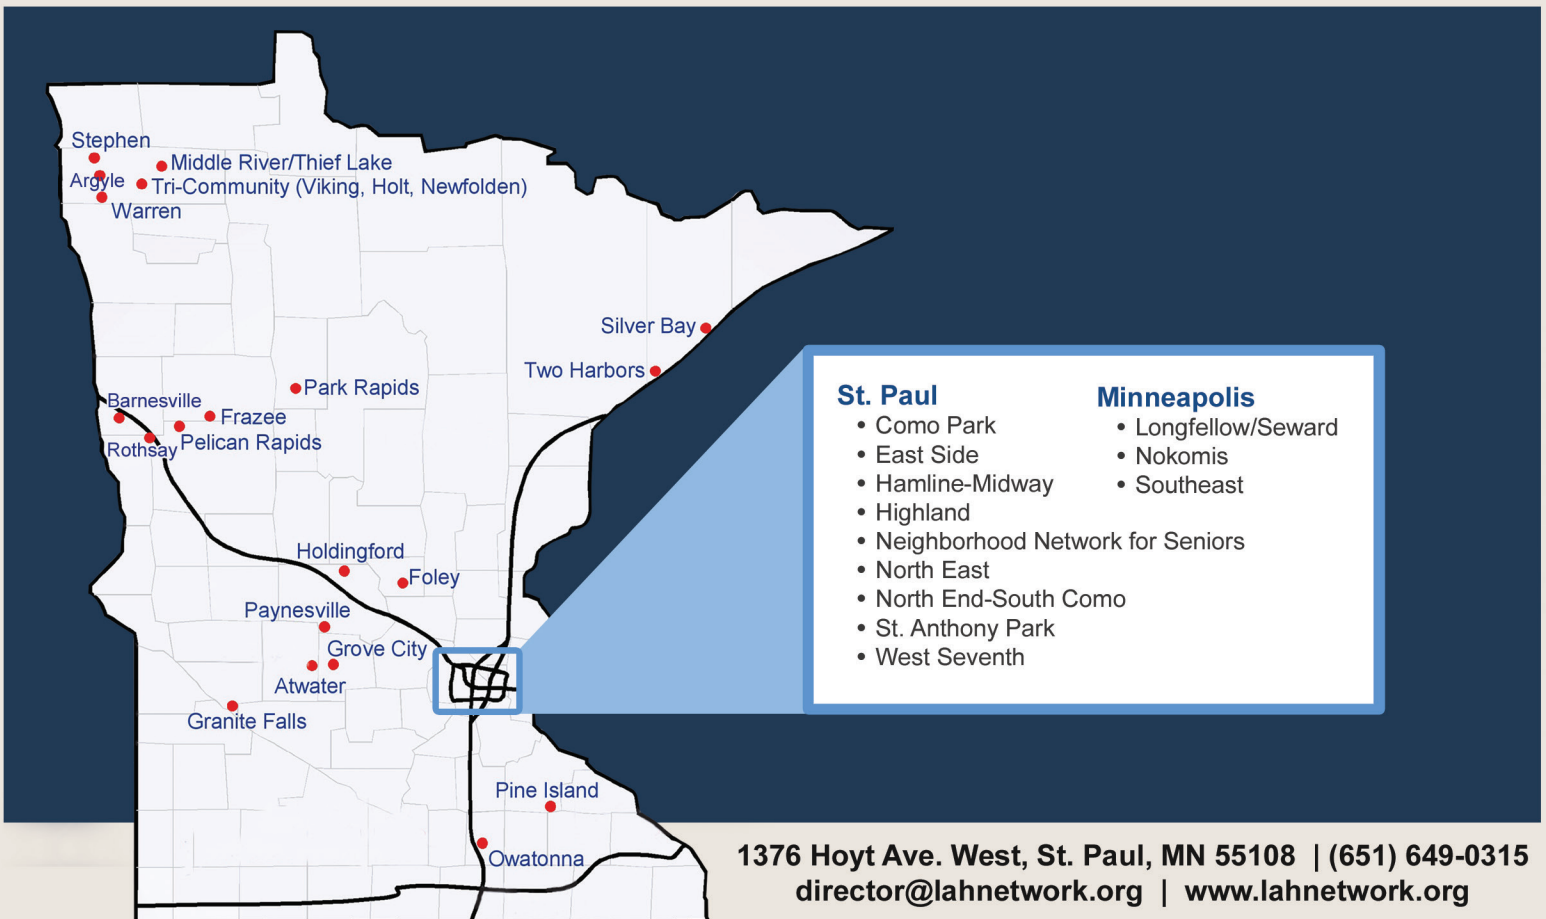 Stephen
Middle River/Thief Lake
Argyle
Tri-Community (Viking, Holt, Newfolden)
Warren
Silver Bay
Two Harbors
Park Rapids
Barnesville
Frazee
Pelican Rapids
Rothsay
Holdingford
Foley
Paynesville
Grove City
Atwater
Granite Falls
Pine Island
Owatonna
St. Paul
• Como Park
• East Side
• Hamline-Midway
• Highland
• Neighborhood Network for Seniors
• North East
• North End-South Como
• St. Anthony Park
• West Seventh
Minneapolis
• Longfellow/Seward
• Nokomis
• Southeast
1376 Hoyt Ave. West, St. Paul, MN 55108 | (651) 649-0315
director@lahnetwork.org | www.lahnetwork.org